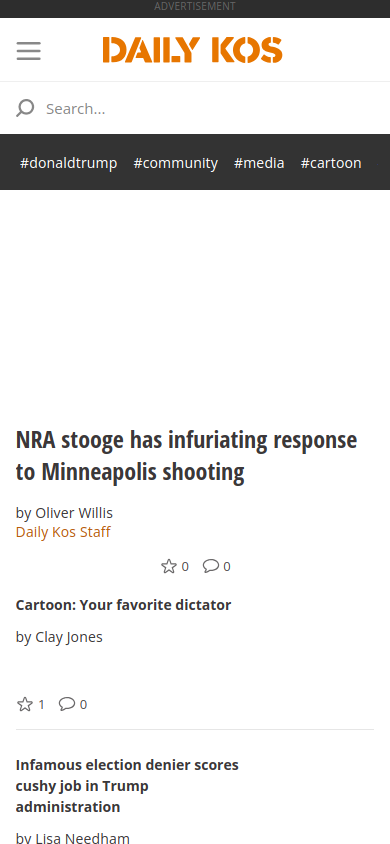 ADVERTISEMENT
DAILY KOS
Search...
#donaldtrump #community #media #cartoon
NRA stooge has infuriating response
to Minneapolis shooting
by Oliver Willis
Daily Kos Staff
0 0
Cartoon: Your favorite dictator
by Clay Jones
1 0
Infamous election denier scores
cushy job in Trump
administration
by Lisa Needham